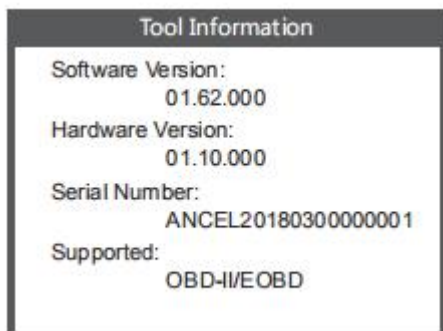 Tool Information
Software Version:
01.62.000
Hardware Version:
01.10.000
Serial Number:
ANCEL20180300000001
Supported:
OBD-II/EOBD